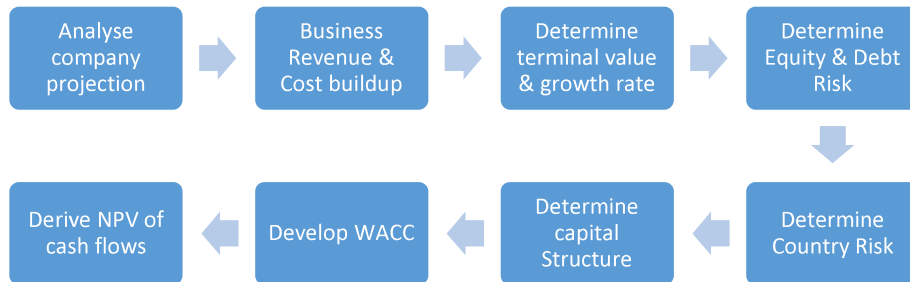 Analyse
company
projection
Business
Revenue &
Cost buildup
Determine
terminal value
& growth rate
Determine
Equity & Debt
Risk
Determine
Country Risk
Determine
capital
Structure
Develop WACC
Derive NPV of
cash flows